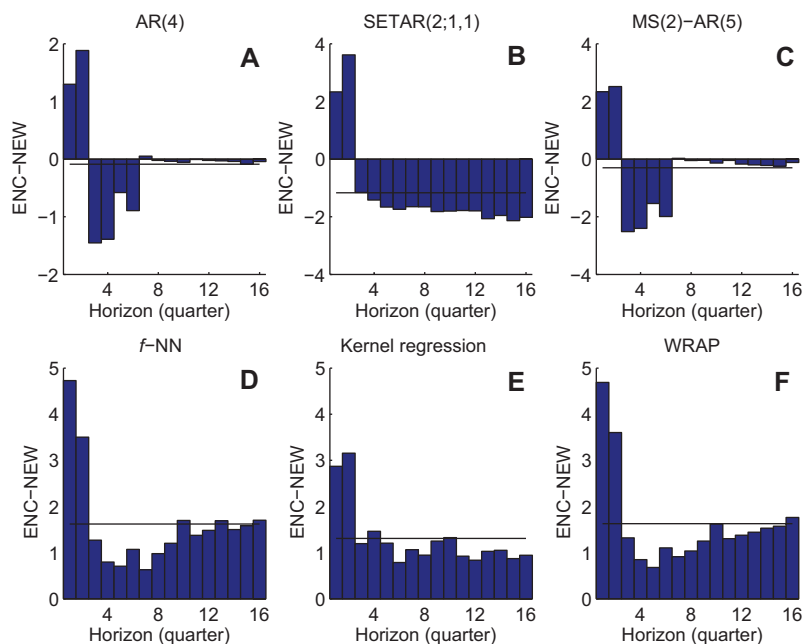 AR(4)
SETAR(2;1,1)
MS(2)−AR(5)
A
B
C
ENC−NEW
2
1
0
−1
−2
4 8 12 16
Horizon (quarter)
ENC−NEW
4
2
0
−2
−4
4 8 12 16
Horizon (quarter)
ENC−NEW
4
2
0
−2
−4
4 8 12 16
Horizon (quarter)
f−NN
Kernel regression
WRAP
D
E
F
ENC−NEW
5
4
3
2
1
0
4 8 12 16
Horizon (quarter)
ENC−NEW
5
4
3
2
1
0
4 8 12 16
Horizon (quarter)
ENC−NEW
5
4
3
2
1
0
4 8 12 16
Horizon (quarter)